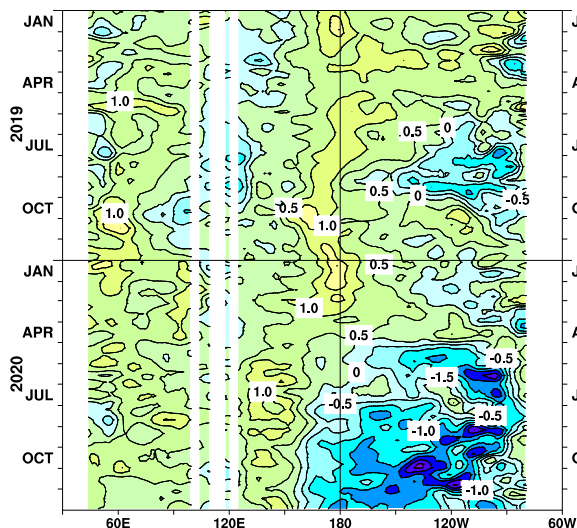 JAN J
APR A
1.0
0.5 0
2019
JUL J
0.5 0 -0.5
OCT 1.0 0.5 1.0 O
JAN 0.5 J
1.0
APR 0.5 A
-0.5
2020
0 -1.5
JUL 1.0 -0.5 J
-0.5
-1.0
OCT O
-1.0
60E 120E 180 120W 60W